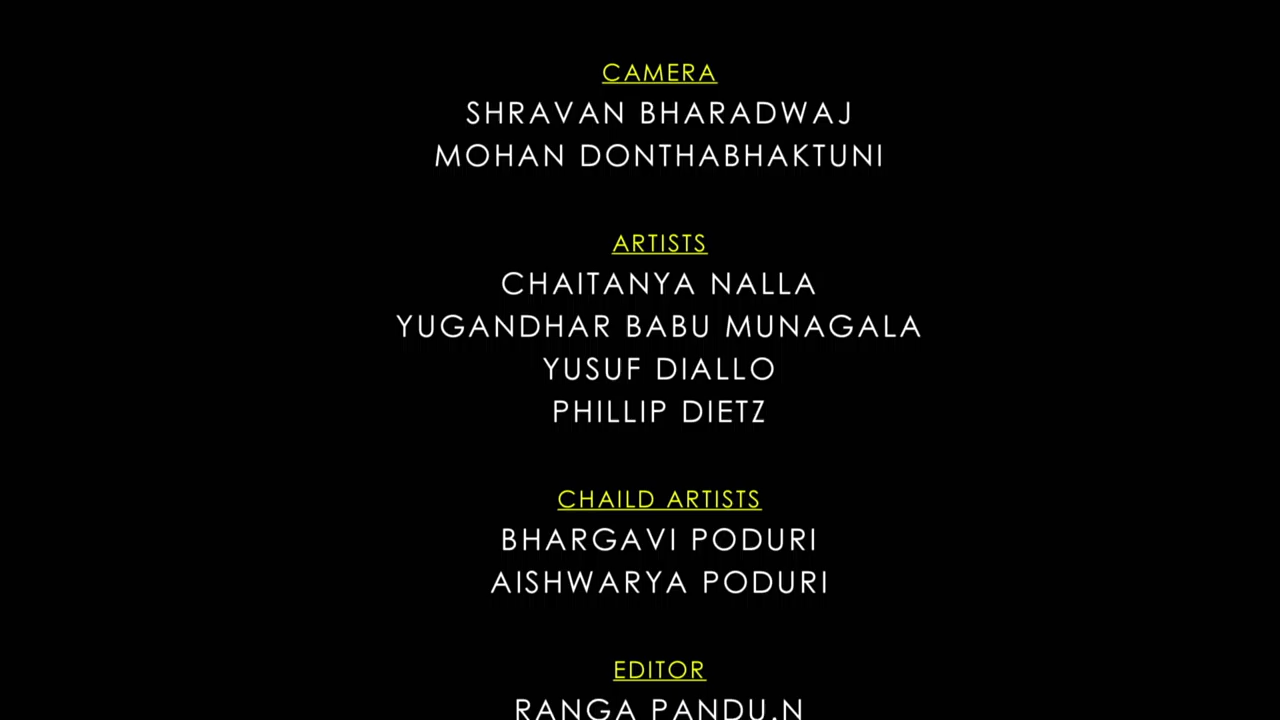 CAMERA
SHRAVAN BHARADWAJ
MOHAN DONTHABHAKTUNI
ARTISTS
CHAITANYA NALLA
YUGANDHAR BABU MUNAGALA
YUSUF DIALLO
PHILLIP DIETZ
CHAILD ARTISTS
BHARGAVI PODURI
AISHWARYA PODURI
EDITOR
RANGA PANDU.N